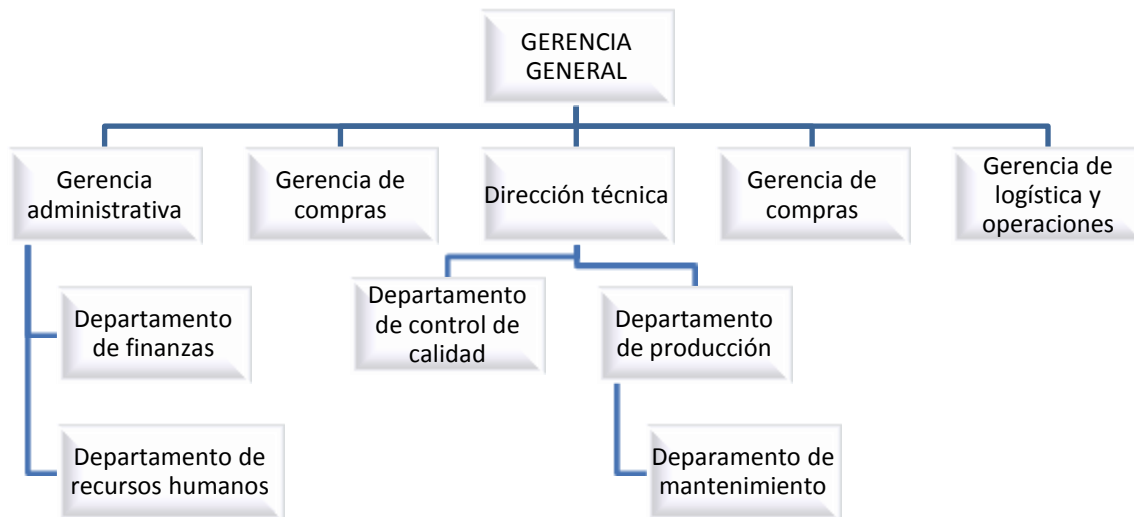 GERENCIA
GENERAL
Gerencia
administrativa
Gerencia de
compras
Dirección técnica
Gerencia de
compras
Gerencia de
logística y
operaciones
Departamento
de finanzas
Departamento
de control de
calidad
Departamento
de producción
Departamento de
recursos humanos
Deparamento de
mantenimiento